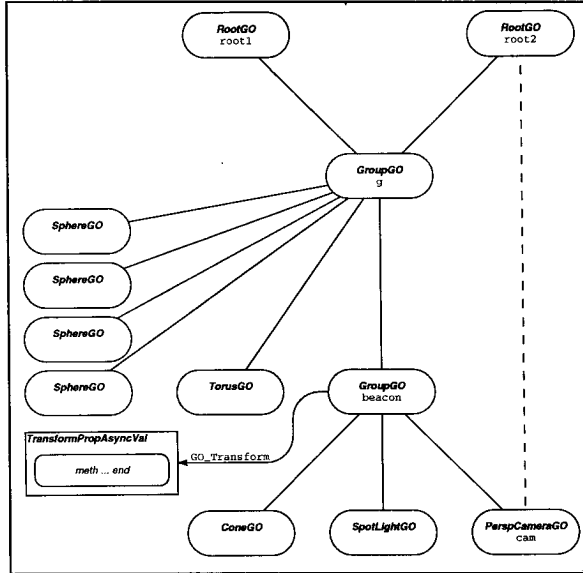 RootGO
root1
RootGO
root2
GroupGO
g
SphereGO
SphereGO
SphereGO
SphereGO
TorusGO
GroupGO
beacon
TransformPropAsyncVal
meth ... end
GO_Transform
ConeGO
SpotLightGO
PerspCameraGO
cam